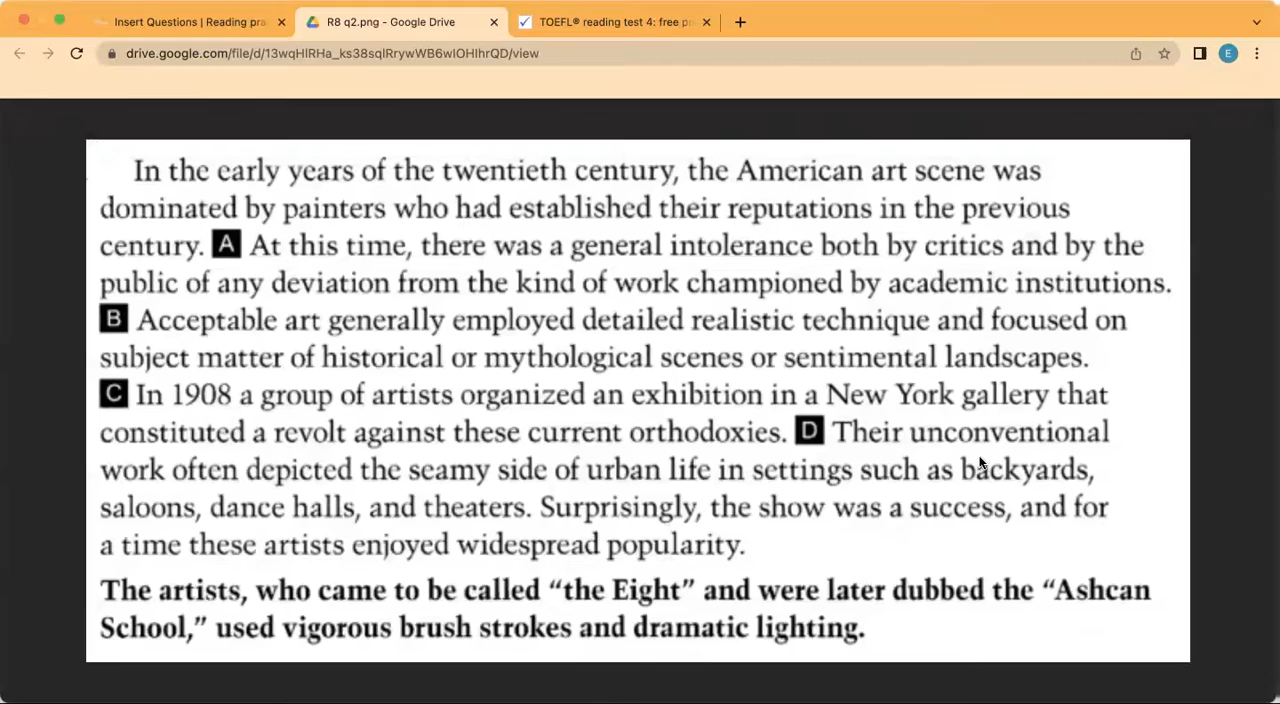 Insert Questions | Reading pra
R8 q2.png - Google Drive
TOEFL® reading test 4: free pr
drive.google.com/file/d/13wqHlRHa_ks38sqlRrywWB6wIOHIhrQD/view
E
In the early years of the twentieth century, the American art scene was
dominated by painters who had established their reputations in the previous
century. A At this time, there was a general intolerance both by critics and by the
public of any deviation from the kind of work championed by academic institutions.
B Acceptable art generally employed detailed realistic technique and focused on
subject matter of historical or mythological scenes or sentimental landscapes.
C In 1908 a group of artists organized an exhibition in a New York gallery that
constituted a revolt against these current orthodoxies. D Their unconventional
work often depicted the seamy side of urban life in settings such as backyards,
saloons, dance halls, and theaters. Surprisingly, the show was a success, and for
a time these artists enjoyed widespread popularity.
The artists, who came to be called “the Eight” and were later dubbed the “Ashcan
School,” used vigorous brush strokes and dramatic lighting.